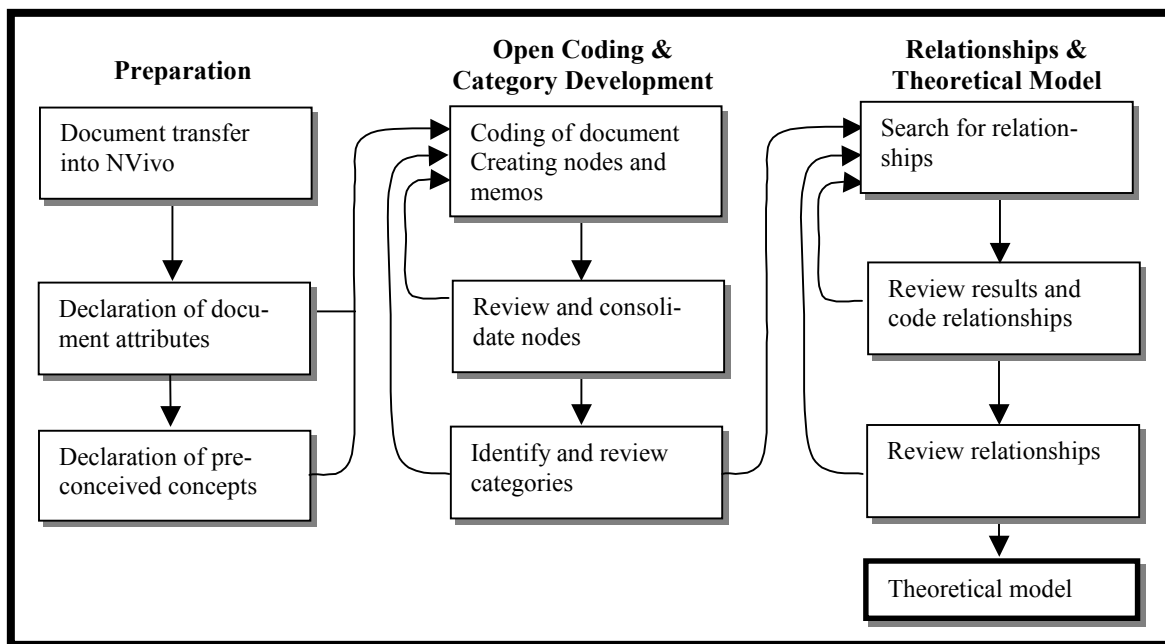 Preparation
Document transfer
into NVivo
Declaration of docu-
ment attributes
Declaration of pre-
conceived concepts
Open Coding &
Category Development
Coding of document
Creating nodes and
memos
Review and consoli-
date nodes
Identify and review
categories
Relationships &
Theoretical Model
Search for relation-
ships
Review results and
code relationships
Review relationships
Theoretical model